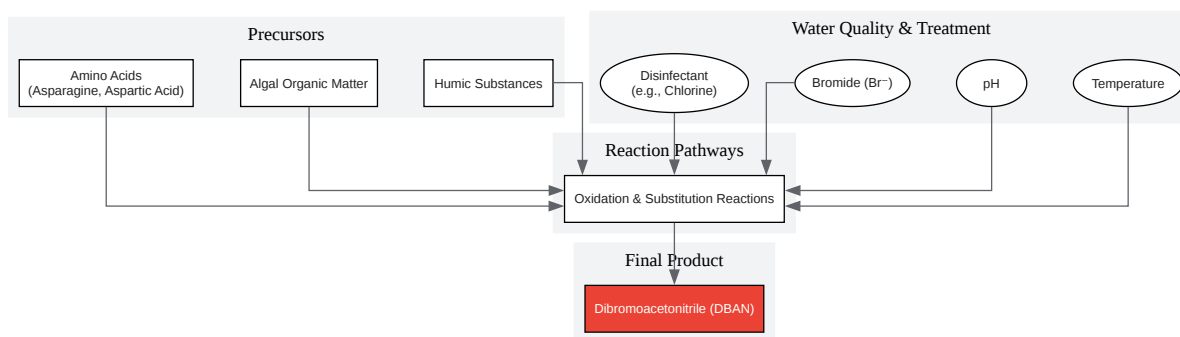 Precursors
Water Quality & Treatment
Amino Acids
(Asparagine, Aspartic Acid)
Algal Organic Matter
Humic Substances
Disinfectant
(e.g., Chlorine)
Bromide (Br⁻)
pH
Temperature
Reaction Pathways
Oxidation & Substitution Reactions
Final Product
Dibromoacetonitrile (DBAN)